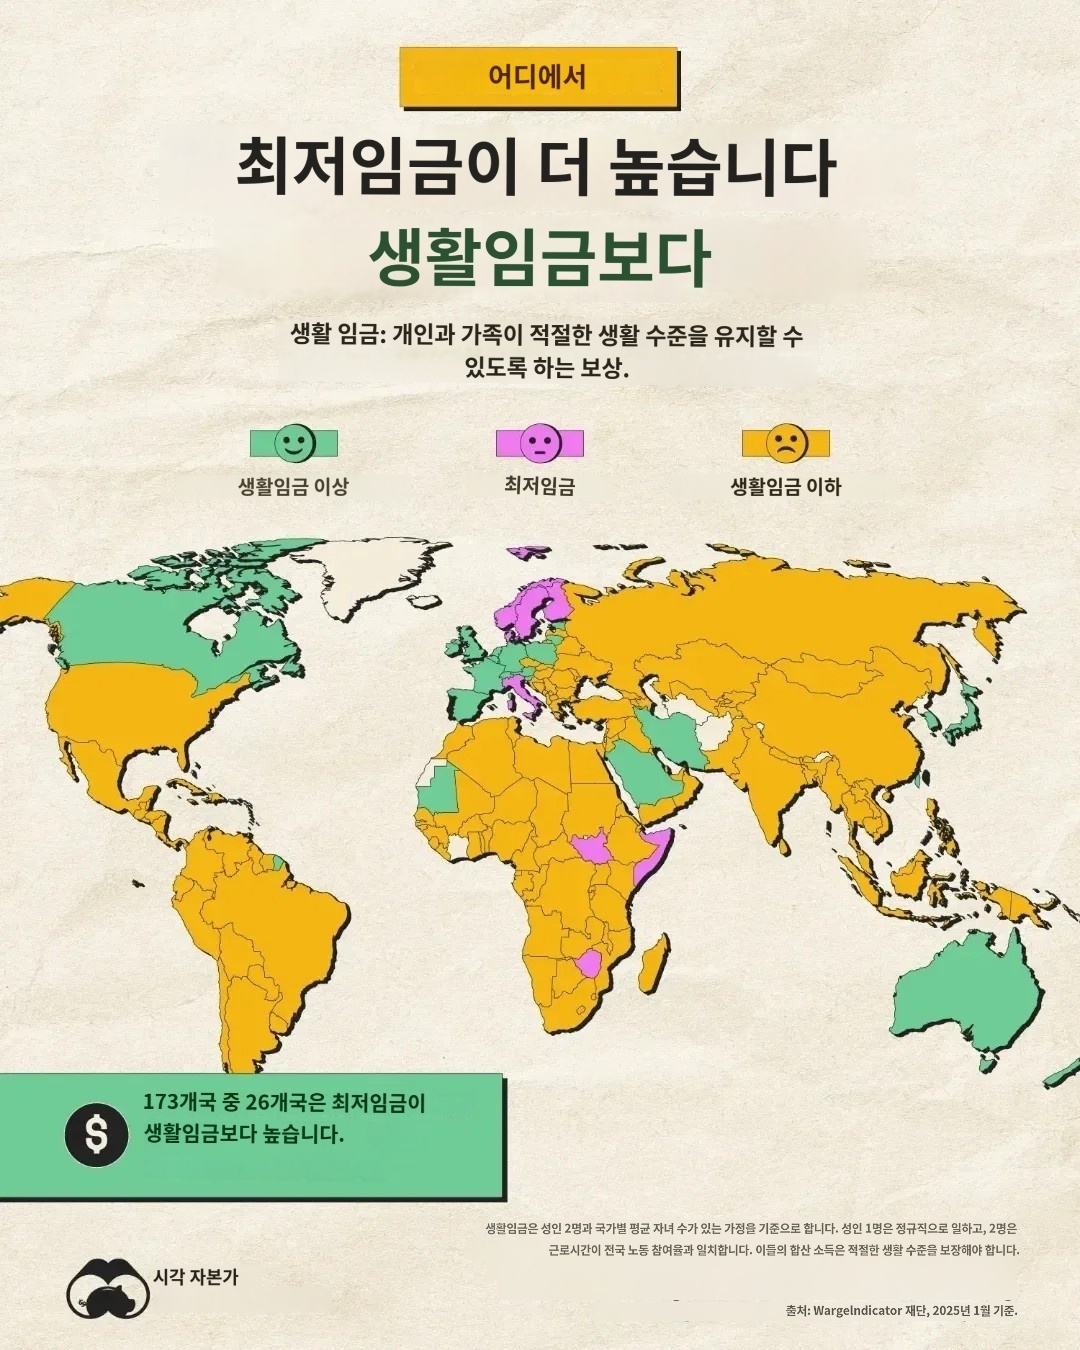 어디에서
최저임금이 더 높습니다
생활임금보다
생활 임금: 개인과 가족이 적절한 생활 수준을 유지할 수
있도록 하는 보상.
생활임금 이상
최저임금
생활임금 이하
$
173개국 중 26개국은 최저임금이
생활임금보다 높습니다.
생활임금은 성인 2명과 국가별 평균 자녀 수가 있는 가정을 기준으로 합니다. 성인 1명은 정규직으로 일하고, 2명은
근로시간이 전국 노동 참여율과 일치합니다. 이들의 합산 소득은 적절한 생활 수준을 보장해야 합니다.
시각 자본가
출처: WargeIndicator 재단, 2025년 1월 기준.